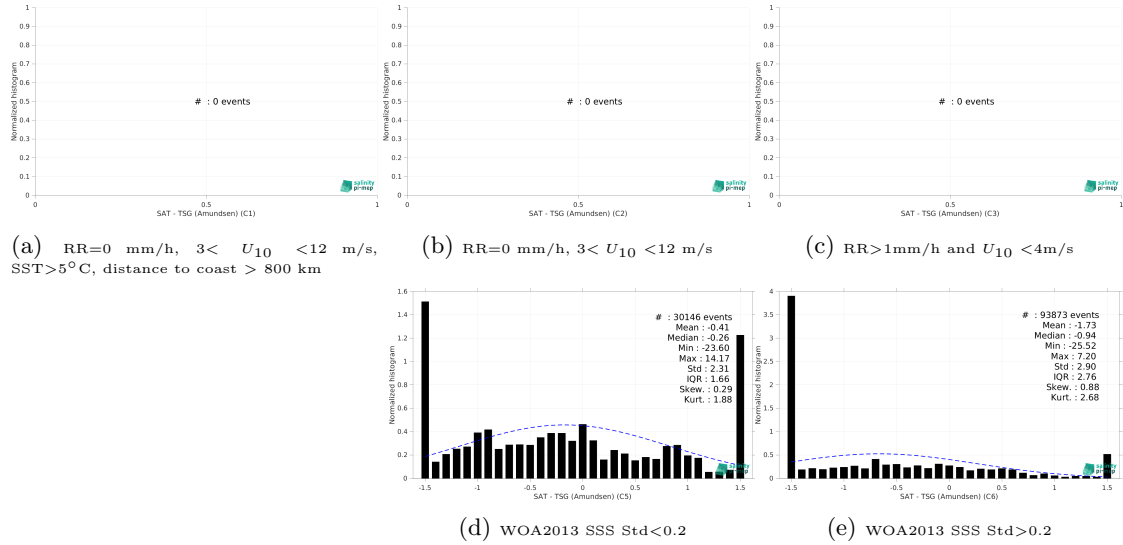 1
0.9
0.8
0.7
0.6
0.5
0.4
0.3
0.2
0.1
0
Normalized histogram
# : 0 events
salinity
pi-mep
0 0.5 1
SAT - TSG (Amundsen) (C1)
(a) RR=0 mm/h, 3< U10 <12 m/s,
SST>5°C, distance to coast > 800 km
1
0.9
0.8
0.7
0.6
0.5
0.4
0.3
0.2
0.1
0
Normalized histogram
# : 0 events
salinity
pi-mep
0 0.5 1
SAT - TSG (Amundsen) (C2)
(b) RR=0 mm/h, 3< U10 <12 m/s
1
0.9
0.8
0.7
0.6
0.5
0.4
0.3
0.2
0.1
0
Normalized histogram
# : 0 events
salinity
pi-mep
0 0.5 1
SAT - TSG (Amundsen) (C3)
(c) RR>1mm/h and U10 <4m/s
1.6
1.4
1.2
1
0.8
0.6
0.4
0.2
0
Normalized histogram
# : 30146 events
Mean : -0.41
Median : -0.26
Min : -23.60
Max : 14.17
Std : 2.31
IQR : 1.66
Skew. : 0.29
Kurt. : 1.88
salinity
pi-mep
-1.5 -1 -0.5 0 0.5 1 1.5
SAT - TSG (Amundsen) (C5)
(d) WOA2013 SSS Std<0.2
4
3.5
3
2.5
2
1.5
1
0.5
0
Normalized histogram
# : 93873 events
Mean : -1.73
Median : -0.94
Min : -25.52
Max : 7.20
Std : 2.90
IQR : 2.76
Skew. : 0.88
Kurt. : 2.68
salinity
pi-mep
-1.5 -1 -0.5 0 0.5 1 1.5
SAT - TSG (Amundsen) (C6)
(e) WOA2013 SSS Std>0.2